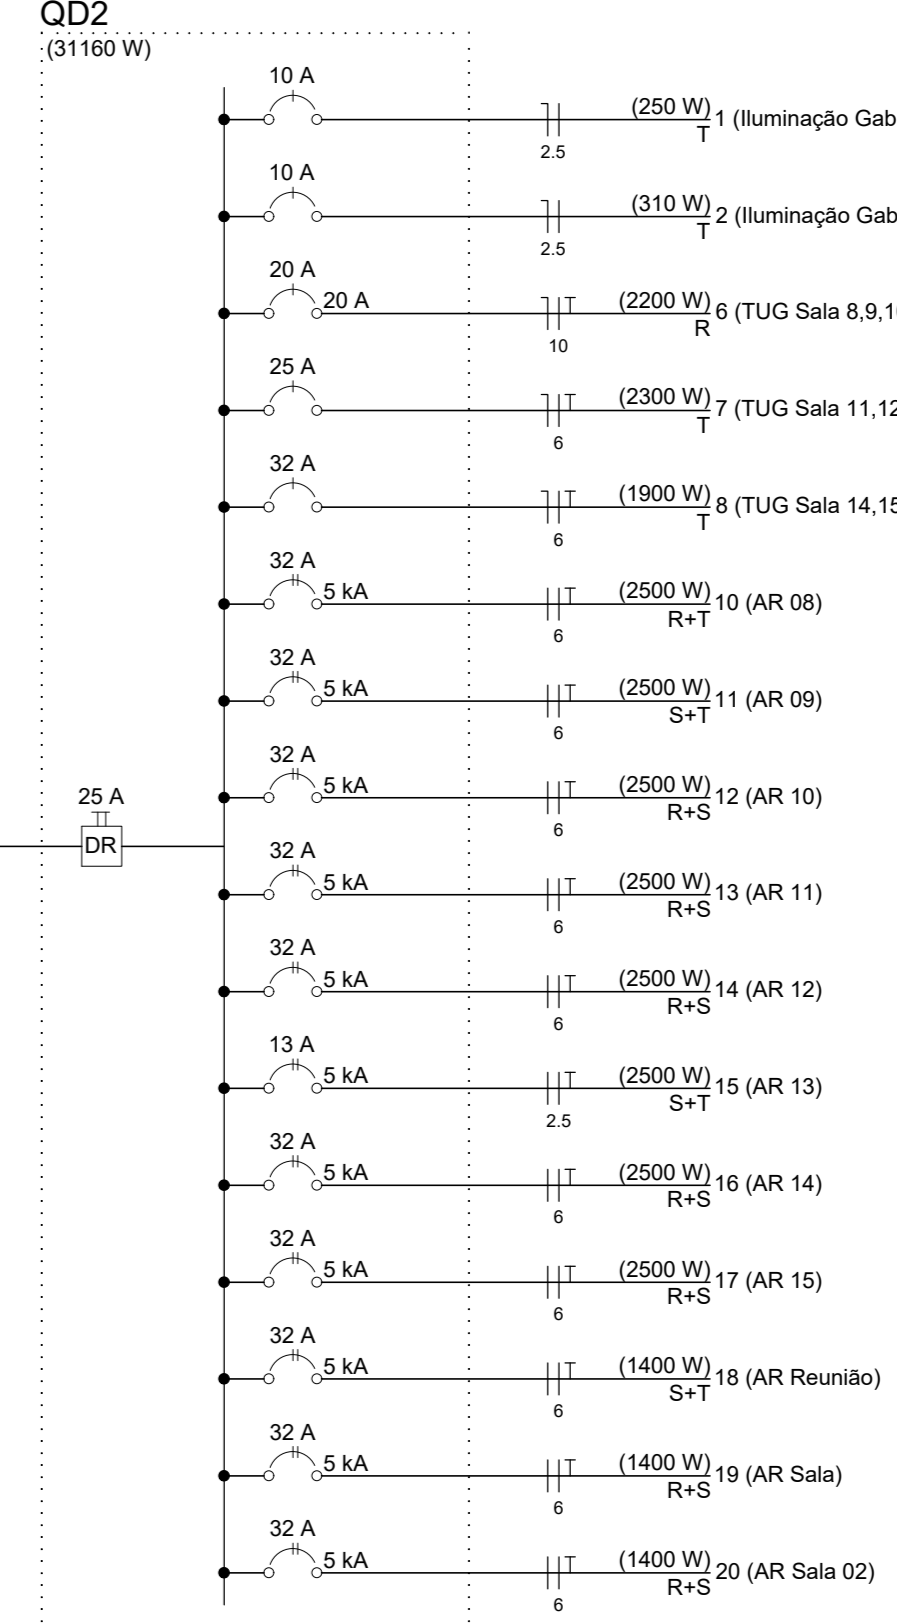 QD2
(31160 W)
10 A
(250 W)
1 (Iluminação Gab
T
2.5
10 A
(310 W)
2 (Iluminação Gab
T
2.5
20 A
20 A
(2200 W)
6 (TUG Sala 8,9,1
R
10
25 A
(2300 W)
7 (TUG Sala 11,12
T
6
32 A
(1900 W)
8 (TUG Sala 14,15
T
6
32 A
5 kA
(2500 W)
10 (AR 08)
R+T
6
32 A
5 kA
(2500 W)
11 (AR 09)
S+T
6
32 A
5 kA
(2500 W)
12 (AR 10)
R+S
6
25 A
DR
32 A
5 kA
(2500 W)
13 (AR 11)
R+S
6
32 A
5 kA
(2500 W)
14 (AR 12)
R+S
6
13 A
5 kA
(2500 W)
15 (AR 13)
S+T
2.5
32 A
5 kA
(2500 W)
16 (AR 14)
R+S
6
32 A
5 kA
(2500 W)
17 (AR 15)
R+S
6
32 A
5 kA
(1400 W)
18 (AR Reunião)
S+T
6
32 A
5 kA
(1400 W)
19 (AR Sala)
R+S
6
32 A
5 kA
(1400 W)
20 (AR Sala 02)
R+S
6